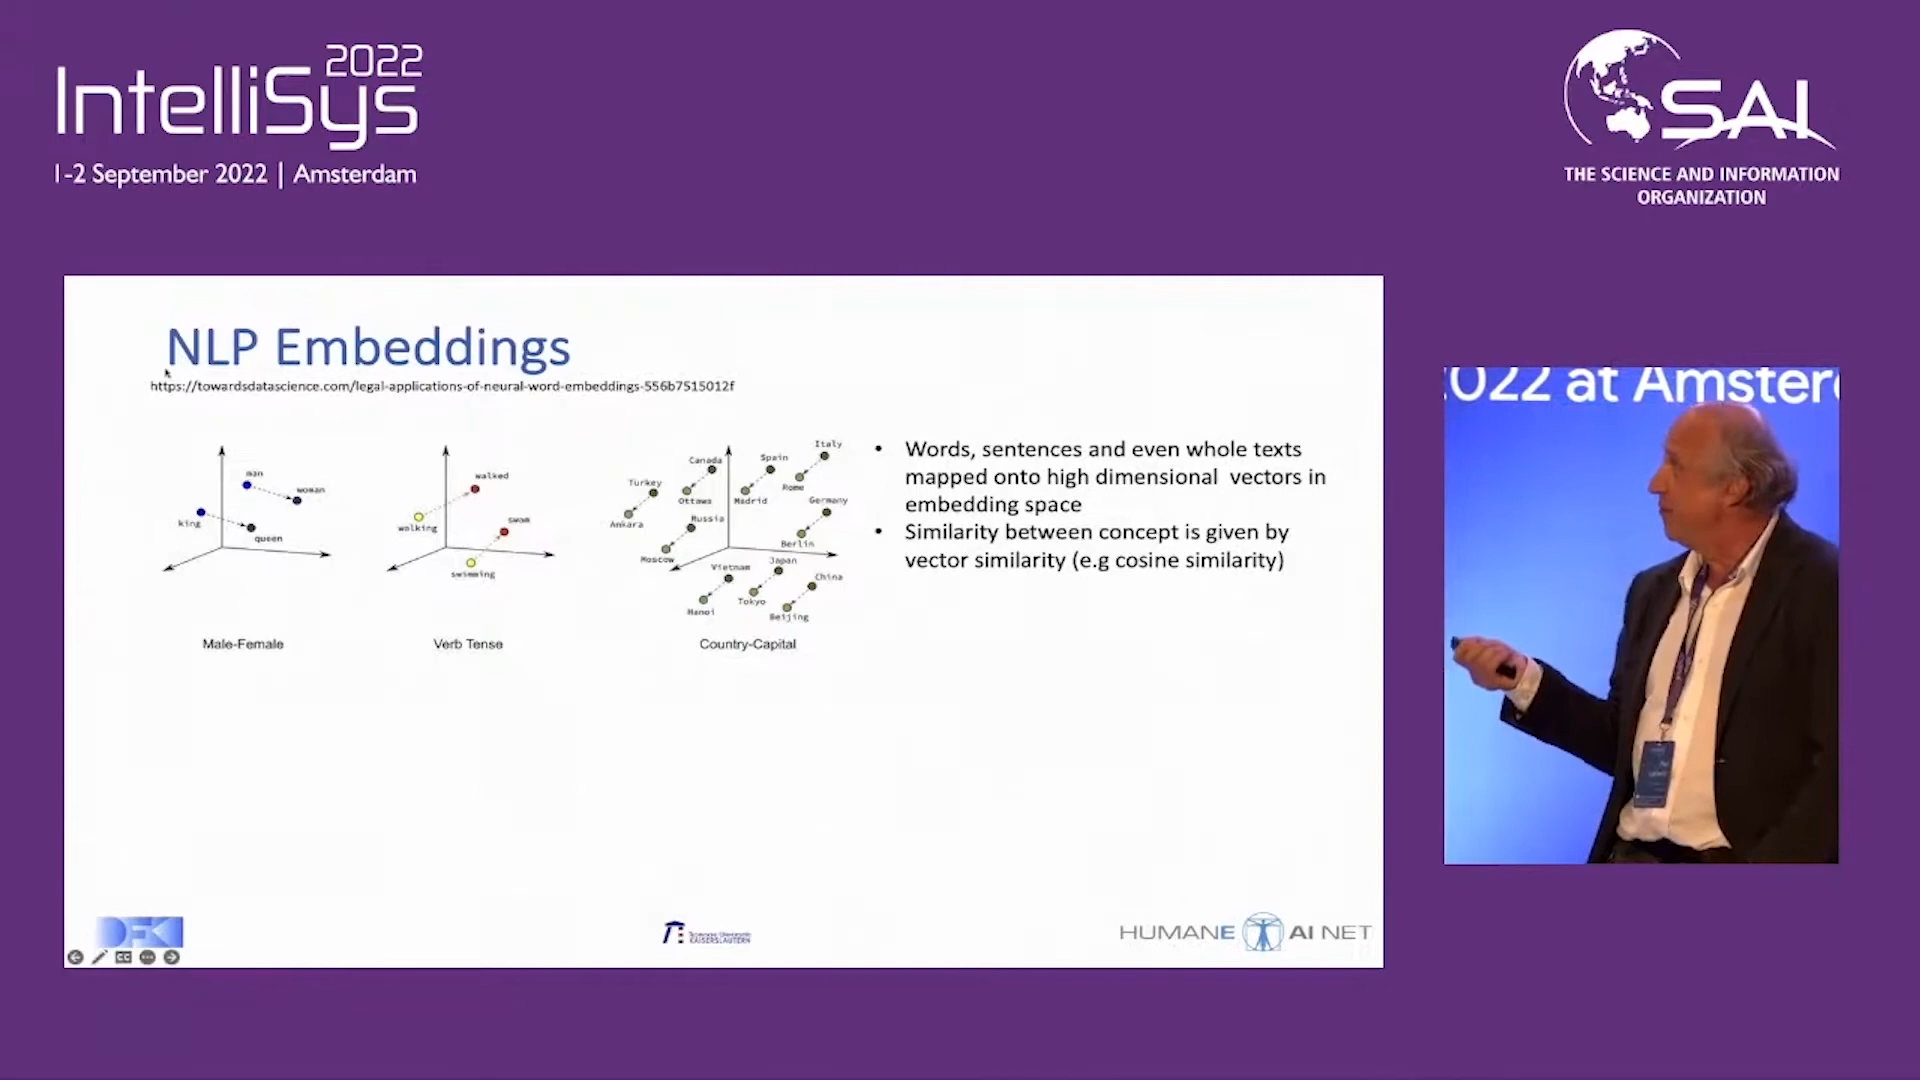 IntelliSys 2022
1-2 September 2022 | Amsterdam
SAI
THE SCIENCE AND INFORMATION
ORGANIZATION
NLP Embeddings
https://towardsdatascience.com/legal-applications-of-neural-word-embeddings-556b7515012f
man
woman
king
queen
Male-Female
walked
walking
swam
swimming
Verb Tense
Italy
Canada
Spain
Rome
Turkey
Ottawa
Madrid
Germany
Ankara
Russia
Berlin
Moscow
Vietnam
Japan
China
Hanoi
Tokyo
Beijing
Country-Capital
• Words, sentences and even whole texts
mapped onto high dimensional vectors in
embedding space
• Similarity between concept is given by
vector similarity (e.g cosine similarity)
2022 at Amster
DFK
KAISERSLAUTERN
HUMANE AI NET
CC